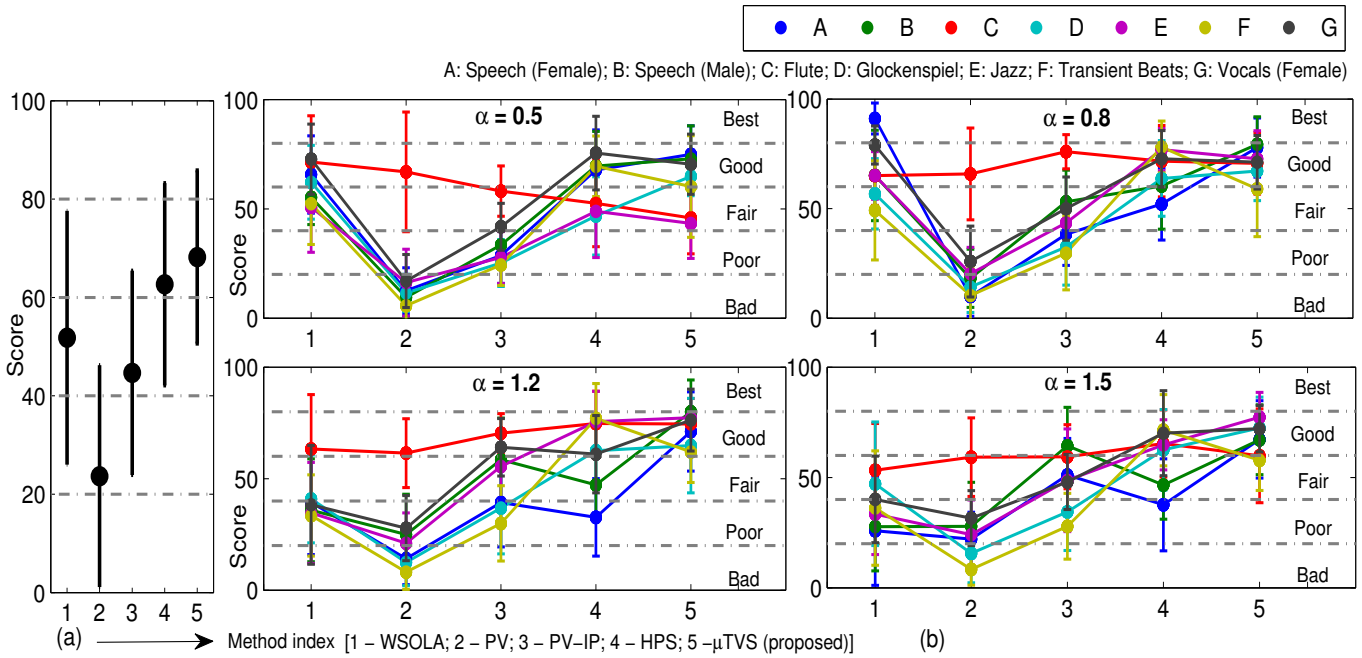 A B C D E F G
A: Speech (Female); B: Speech (Male); C: Flute; D: Glockenspiel; E: Jazz; F: Transient Beats; G: Vocals (Female)
Score
100
80
60
40
20
0
1 2 3 4 5
Score
100
50
0
α = 0.5
Best
Good
Fair
Poor
Bad
1 2 3 4 5
100
50
0
α = 0.8
Best
Good
Fair
Poor
Bad
1 2 3 4 5
Score
100
50
0
α = 1.2
Best
Good
Fair
Poor
Bad
1 2 3 4 5
100
50
0
α = 1.5
Best
Good
Fair
Poor
Bad
1 2 3 4 5
(a) Method index [1 – WSOLA; 2 – PV; 3 – PV–IP; 4 – HPS; 5 –μTVS (proposed)] (b)